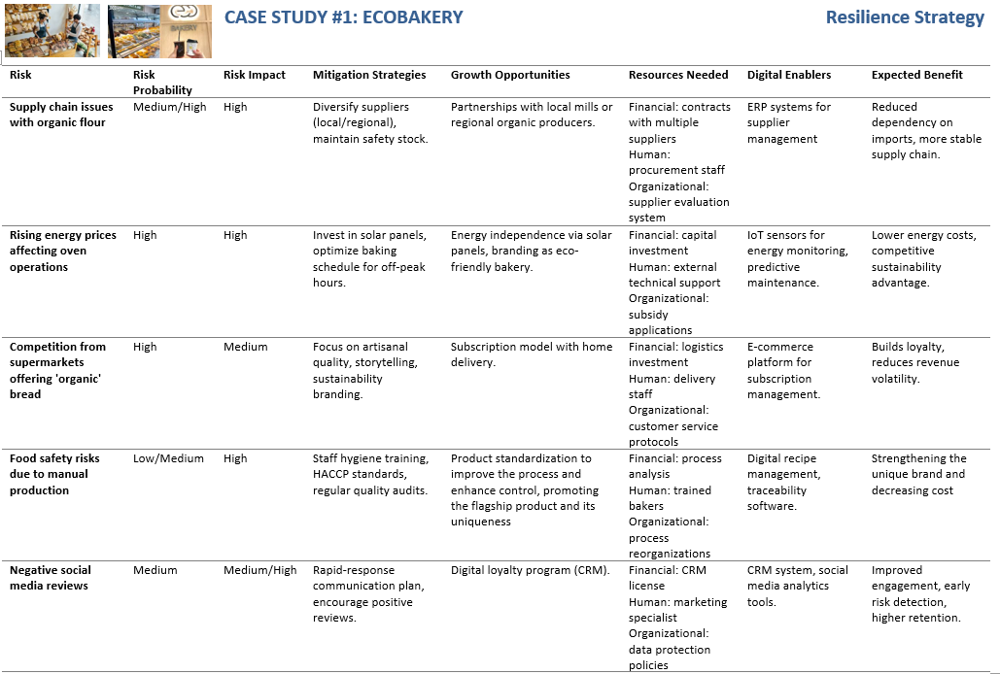 BAKERY
CASE STUDY #1: ECOBAKERY
Resilience Strategy
Risk
Risk Probability
Risk Impact
Mitigation Strategies
Growth Opportunities
Resources Needed
Digital Enablers
Expected Benefit
Supply chain issues
with organic flour
Medium/High
High
Diversify suppliers
(local/regional),
maintain safety stock.
Partnerships with local mills or
regional organic producers.
Financial: contracts
with multiple
suppliers
Human:
procurement staff
Organizational:
supplier evaluation
system
ERP systems for
supplier
management
Reduced
dependency on
imports, more stable
supply chain.
Rising energy prices
affecting oven
operations
High
High
Invest in solar panels,
optimize baking
schedule for off-peak
hours.
Energy independence via solar
panels, branding as eco-
friendly bakery.
Financial: capital
investment
Human: external
technical support
Organizational:
subsidy
applications
IoT sensors for
energy monitoring,
predictive
maintenance.
Lower energy costs,
competitive
sustainability
advantage.
Competition from
supermarkets
offering 'organic'
bread
High
Medium
Focus on artisanal
quality, storytelling,
sustainability
branding.
Subscription model with home
delivery.
Financial: logistics
investment
Human: delivery
staff
Organizational:
customer service
protocols
E-commerce
platform for
subscription
management.
Builds loyalty,
reduces revenue
volatility.
Food safety risks
due to manual
production
Low/Medium
High
Staff hygiene training,
HACCP standards,
regular quality audits.
Product standardization to
improve the process and
enhance control, promoting
the flagship product and its
uniqueness
Financial: process
analysis
Human: trained
bakers
Organizational:
process
reorganizations
Digital recipe
management,
traceability
software.
Strengthening the
unique brand and
decreasing cost
Negative social
media reviews
Medium
Medium/High
Rapid-response
communication plan,
encourage positive
reviews.
Digital loyalty program (CRM).
Financial: CRM
license
Human: marketing
specialist
Organizational:
data protection
policies
CRM system, social
media analytics
tools.
Improved
engagement, early
risk detection,
higher retention.